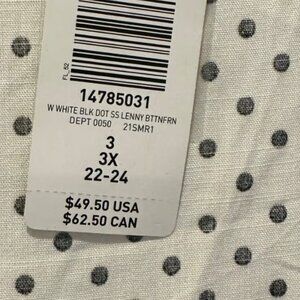 FL_62
14785031
W WHITE BLK DOT SS LENNY BTTNFRN
DEPT 0050 21SMR1
3
3X
22-24
$49.50 USA
$62.50 CAN